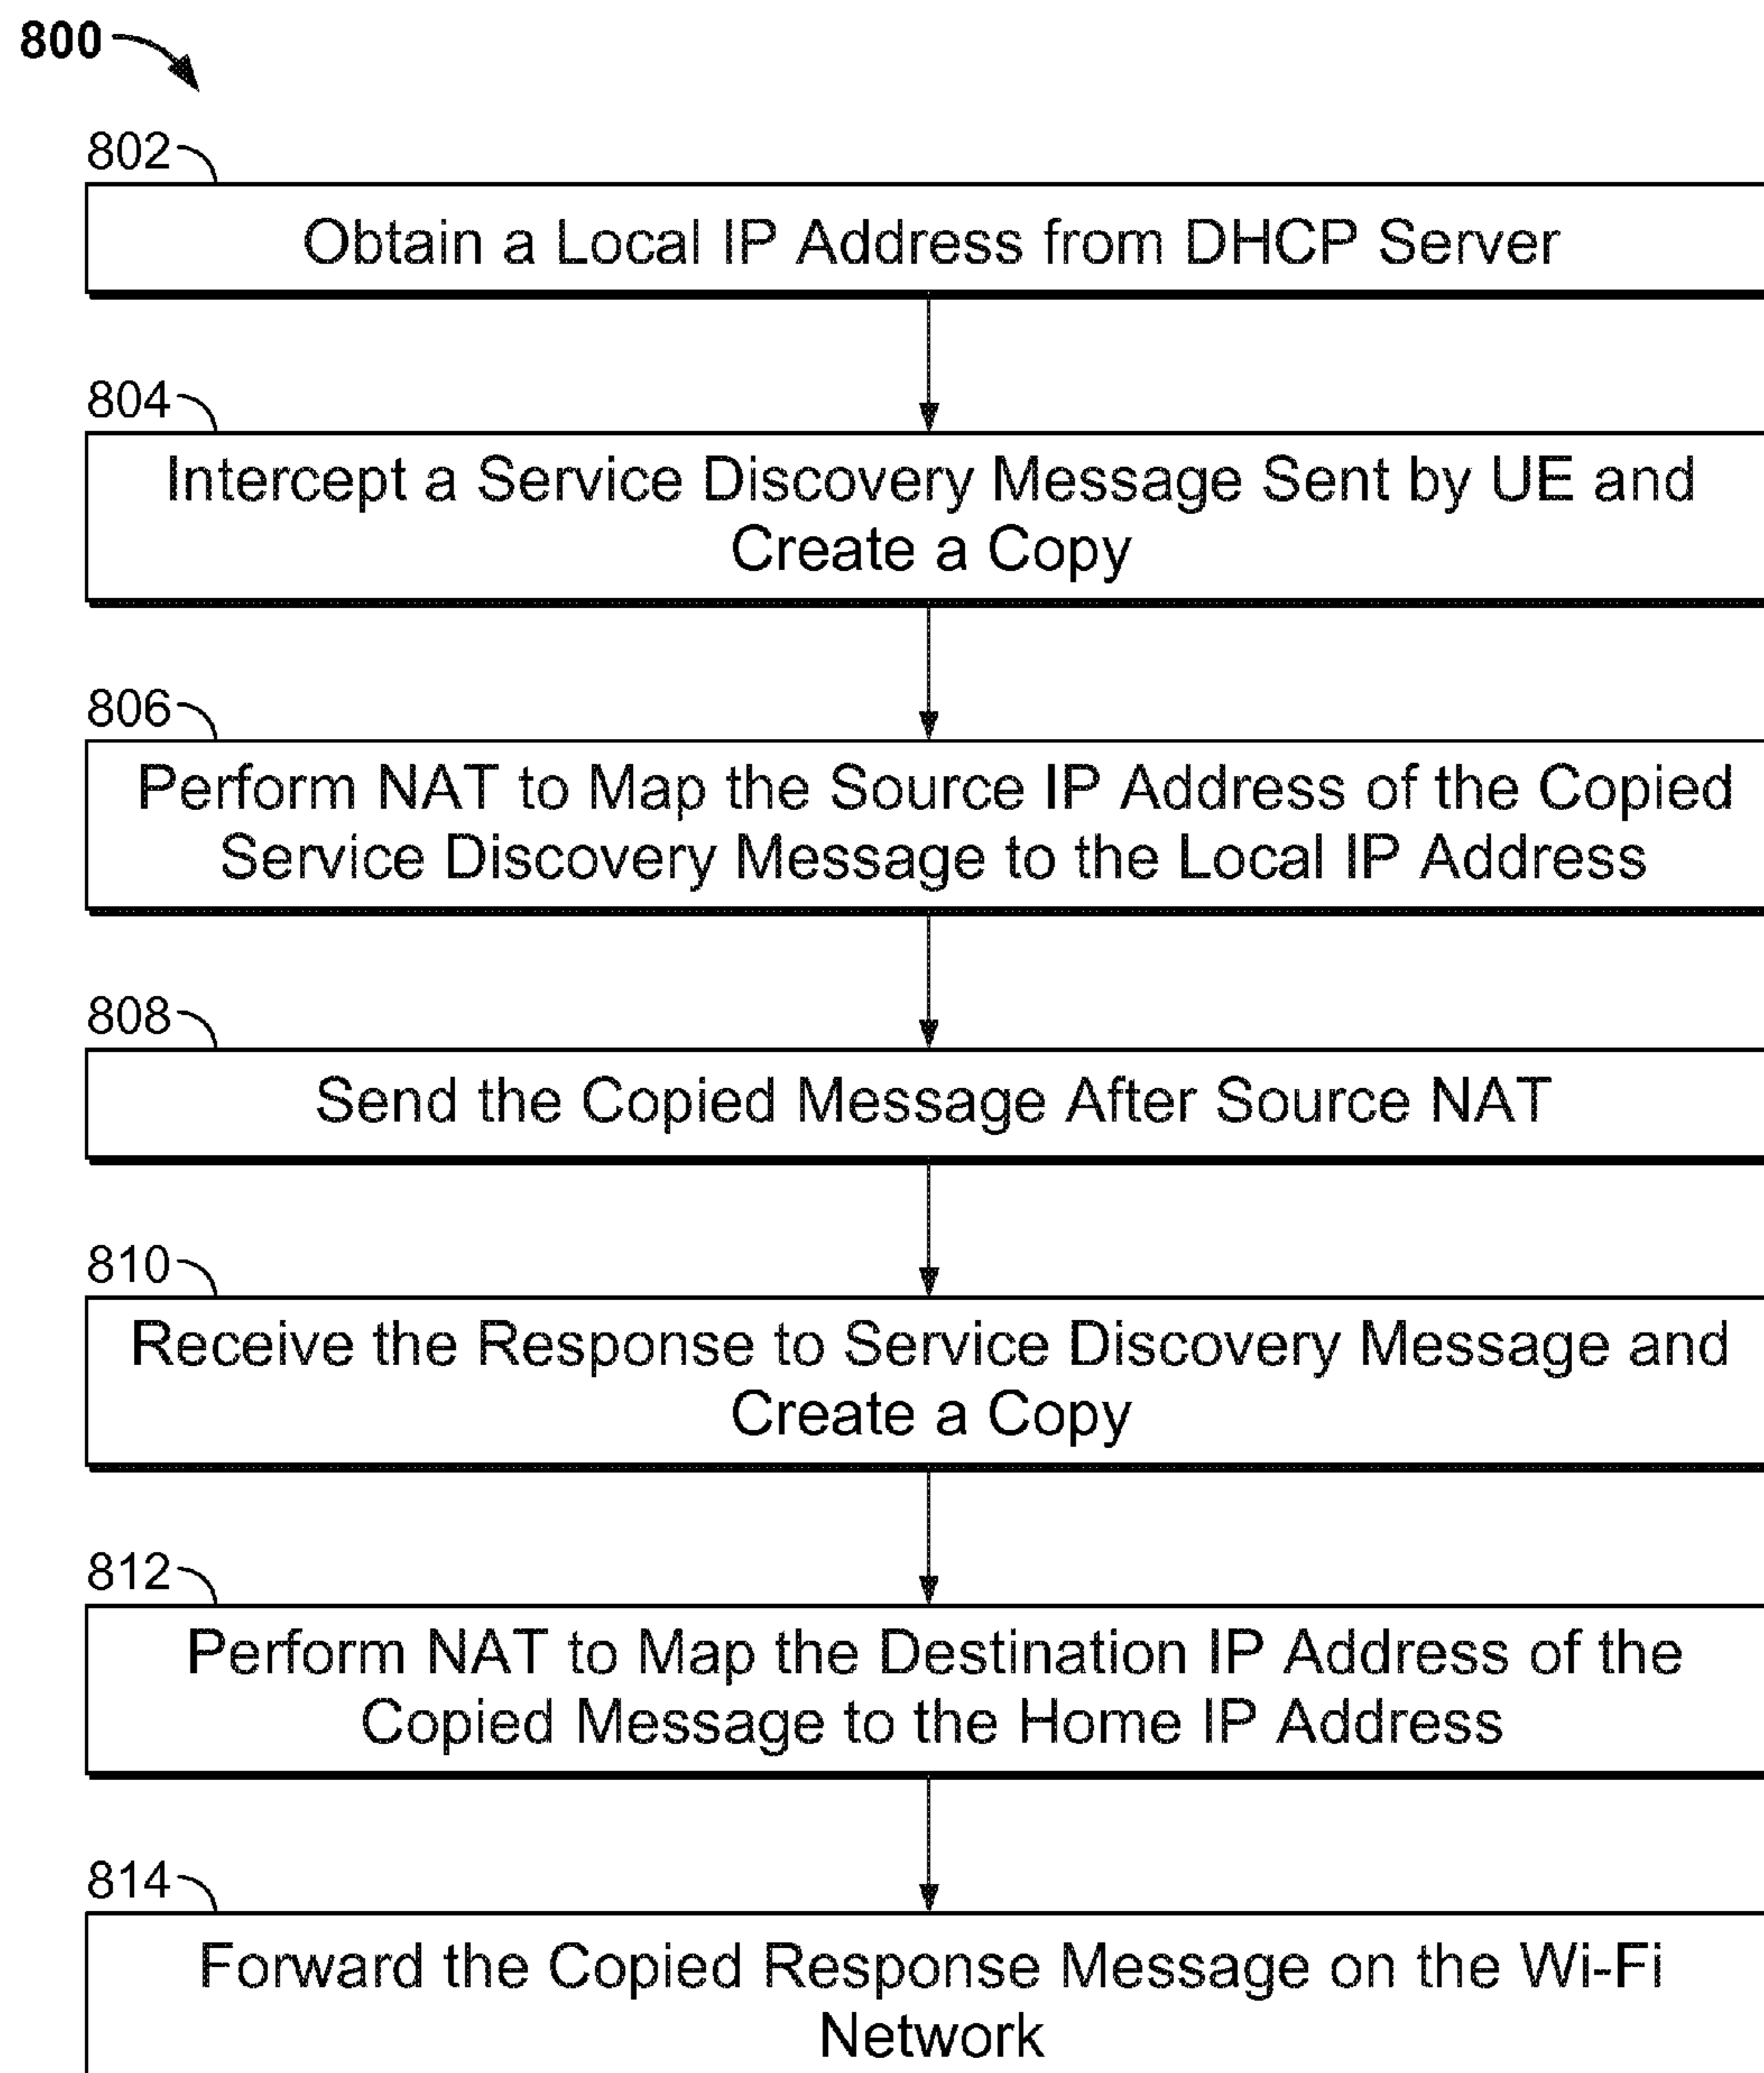 800
802
Obtain a Local IP Address from DHCP Server
804
Intercept a Service Discovery Message Sent by UE and
Create a Copy
806
Perform NAT to Map the Source IP Address of the Copied
Service Discovery Message to the Local IP Address
808
Send the Copied Message After Source NAT
810
Receive the Response to Service Discovery Message and
Create a Copy
812
Perform NAT to Map the Destination IP Address of the
Copied Message to the Home IP Address
814
Forward the Copied Response Message on the Wi-Fi
Network